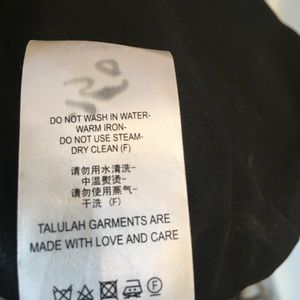 DO NOT WASH IN WATER-
WARM IRON-
DO NOT USE STEAM-
DRY CLEAN (F)
请勿用水清洗-
中温熨烫-
请勿使用蒸气-
干洗 (F)
TALULAH GARMENTS ARE
MADE WITH LOVE AND CARE
F